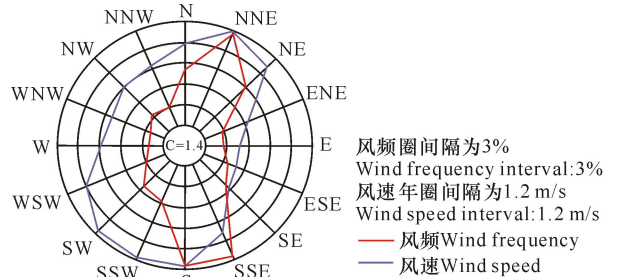 N
NNW
NNE
NW
NE
WNW
ENE
W
C=1.4
E
WSW
ESE
SW
SE
SSW
SSE
风频圈间隔为3%
Wind frequency interval:3%
风速年圈间隔为1.2 m/s
Wind speed interval:1.2 m/s
风频Wind frequency
风速Wind speed